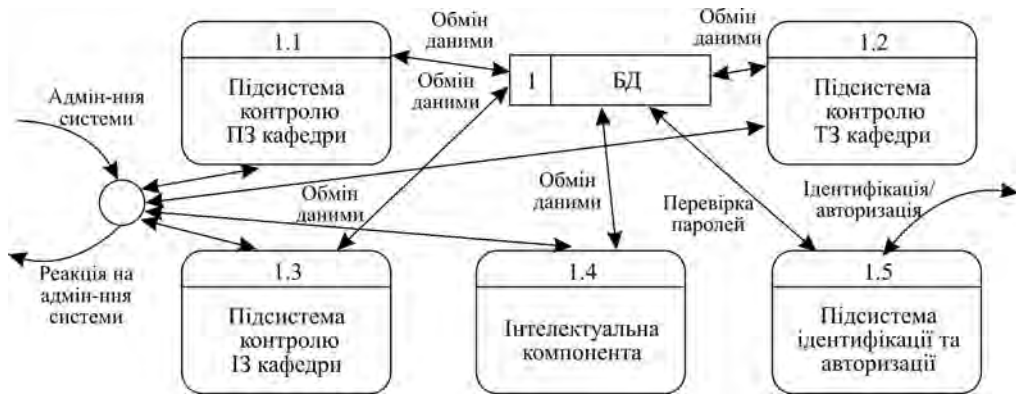 1.1
Підсистема
контролю
ПЗ кафедри
Обмін
даними
Обмін
даними
1
БД
Обмін
даними
1.2
Підсистема
контролю
ТЗ кафедри
Адмін-ння
системи
Обмін
даними
Обмін
даними
Перевірка
паролей
Ідентифікація/
авторизація
Реакція на
адмін-ння
системи
1.3
Підсистема
контролю
ІЗ кафедри
1.4
Інтелектуальна
компонента
1.5
Підсистема
ідентифікації та
авторизації